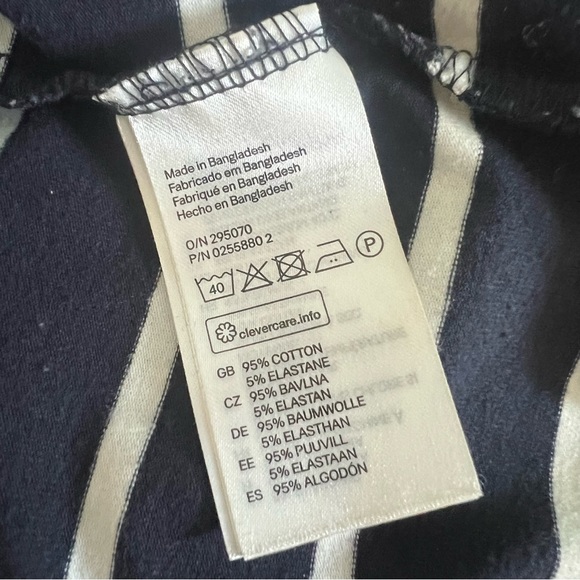 Made in Bangladesh
Fabricado em Bangladesh
Fabriqué en Bangladesh
Hecho en Bangladesh
O/N 295070
P/N 0255880 2
40
P
clevercare.info
GB 95% COTTON
5% ELASTANE
CZ 95% BAVLNA
5% ELASTAN
DE 95% BAUMWOLLE
5% ELASTHAN
EE 95% PUUVILL
5% ELASTAAN
ES 95% ALGODÓN